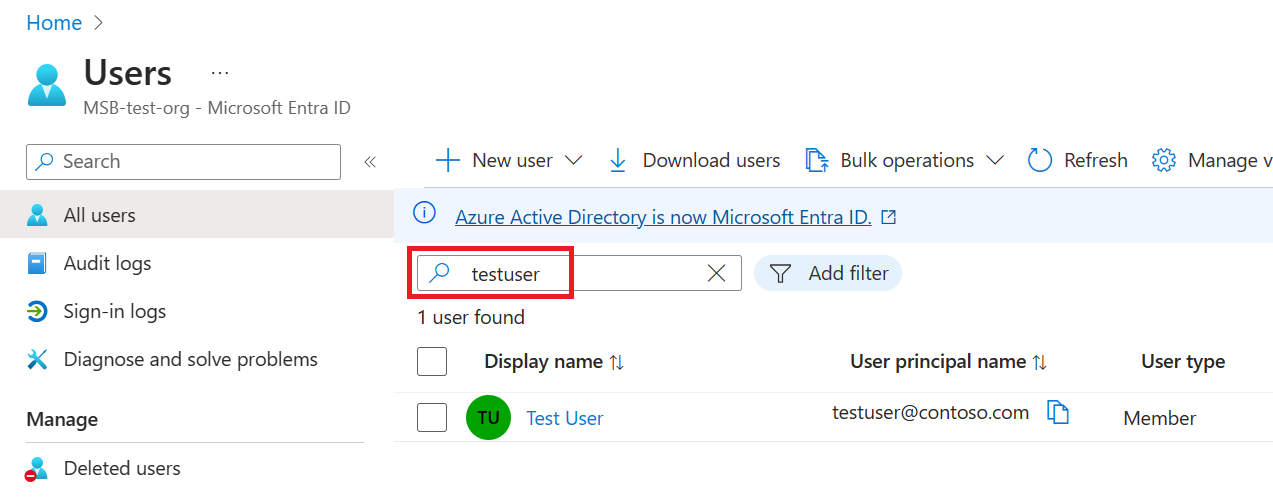 Home
Users ...
MSB-test-org - Microsoft Entra ID
Search
All users
Audit logs
Sign-in logs
Diagnose and solve problems
Manage
Deleted users
New user Download users Bulk operations Refresh Manage v
Azure Active Directory is now Microsoft Entra ID.
testuser Add filter
1 user found
Display name User principal name User type
TU Test User testuser@contoso.com Member